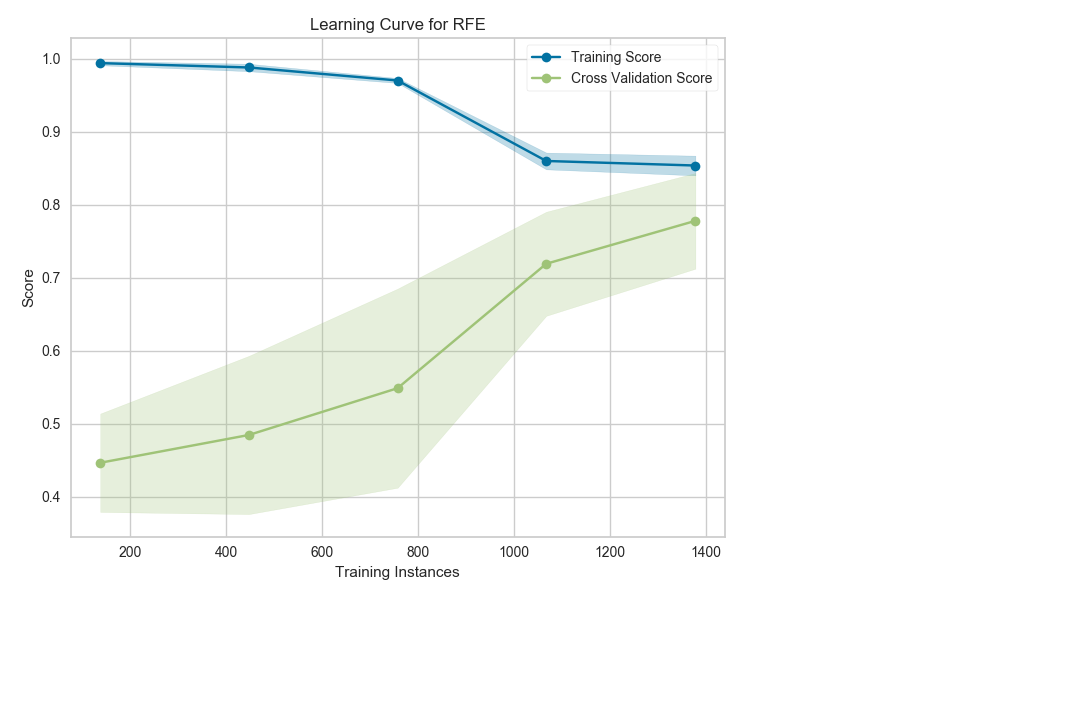 Learning Curve for RFE
Training Score
Cross Validation Score
1.0
0.9
0.8
0.7
0.6
0.5
0.4
Score
200 400 600 800 1000 1200 1400
Training Instances